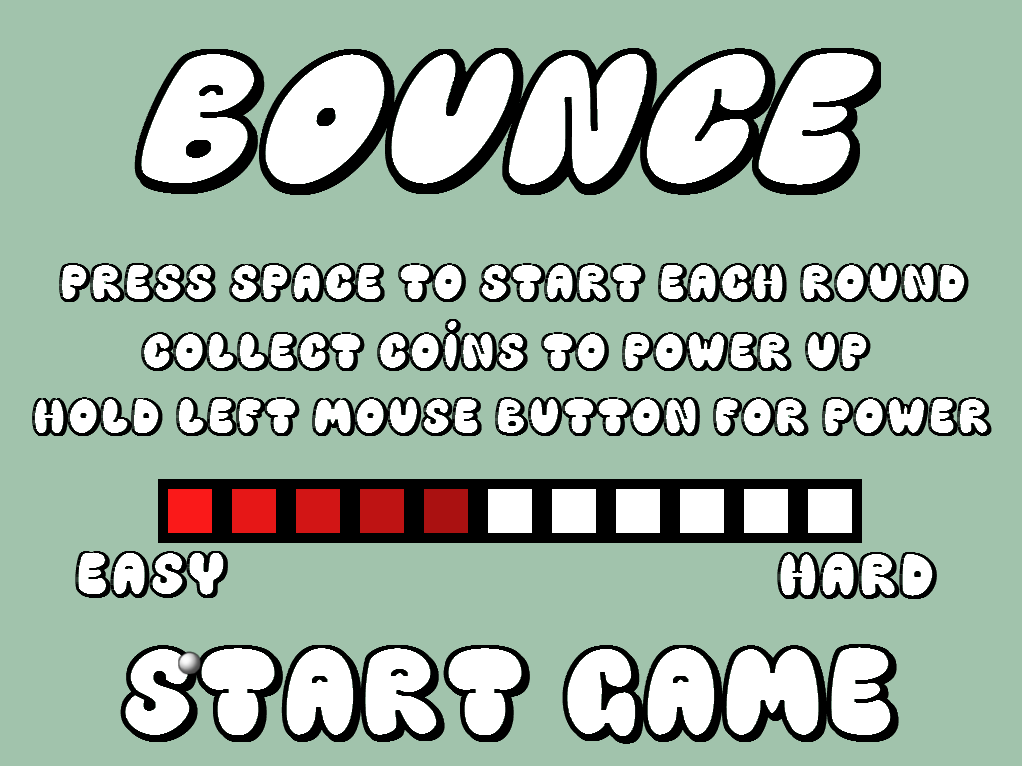 BOUNCE
PRESS SPACE TO START EACH ROUND
COLLECT COiNS TO POWER UP
HOLD LEFT MOUSE BUTTON FOR POWER
EASY HARD
START GAME